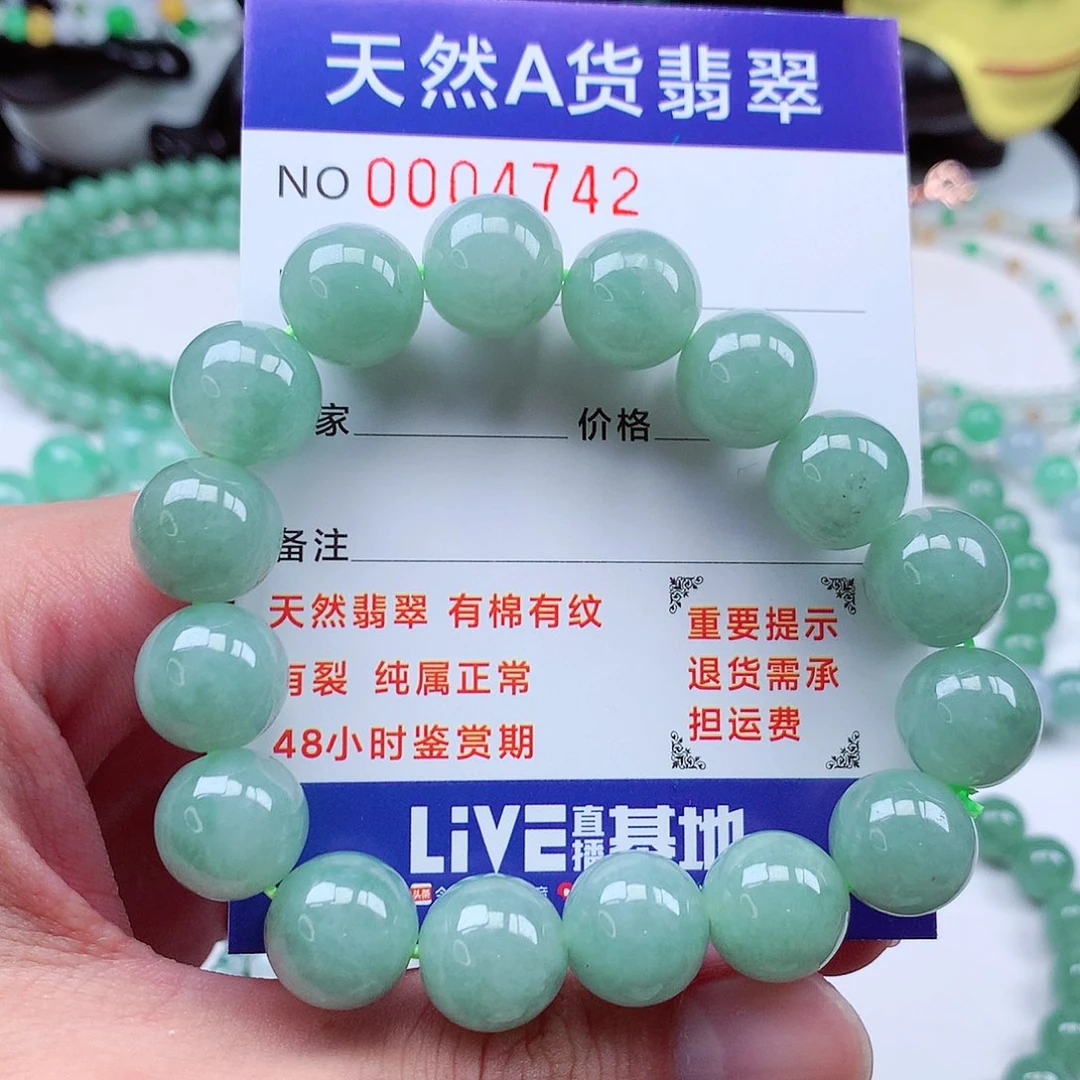 天然A货翡翠
NO 0004742
家 价格
备注
天然翡翠 有棉有纹
有裂 纯属正常
48小时鉴赏期
重要提示
退货需承
担运费
LiVE直播基地
头条